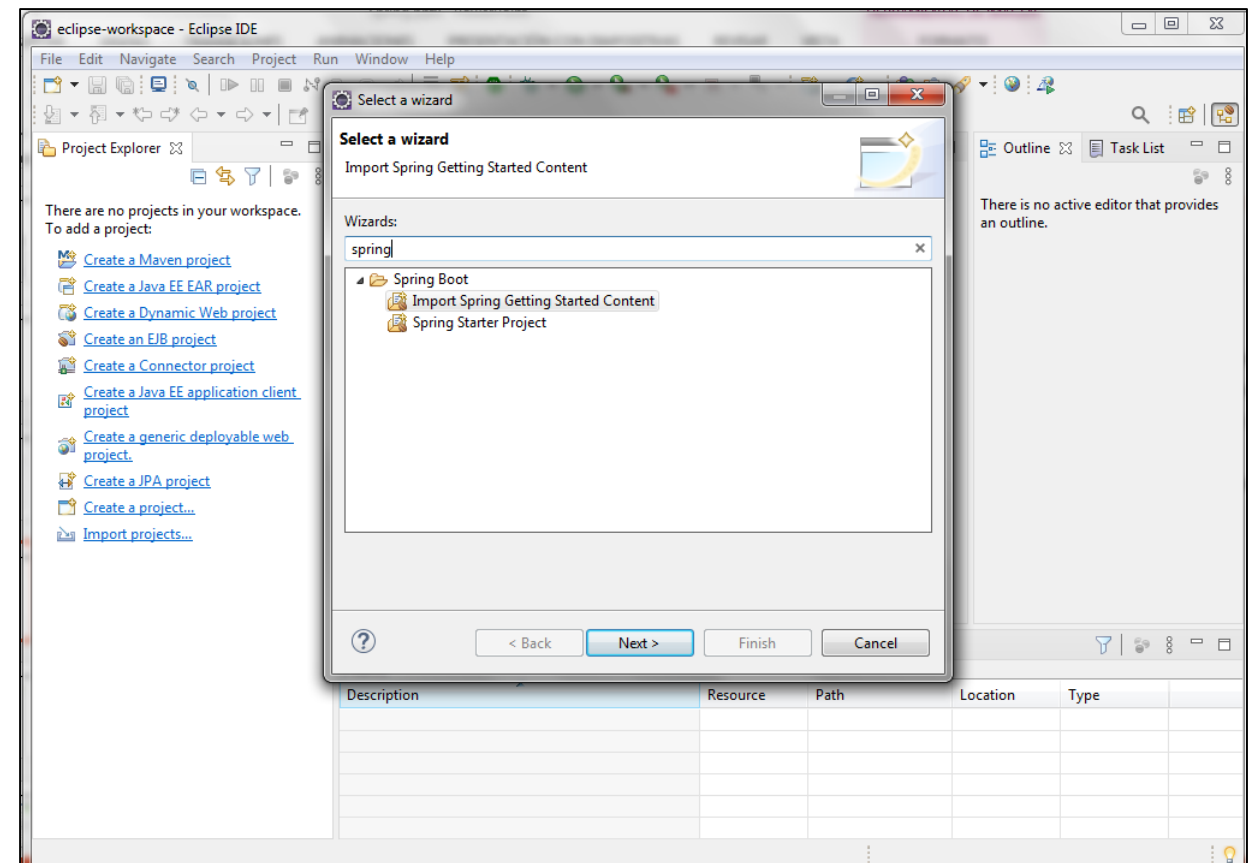 eclipse-workspace - Eclipse IDE
File Edit Navigate Search Project Run Window Help
Project Explorer
There are no projects in your workspace.
To add a project:
Create a Maven project
Create a Java EE EAR project
Create a Dynamic Web project
Create an EJB project
Create a Connector project
Create a Java EE application client
project
Create a generic deployable web
project.
Create a JPA project
Create a project...
Import projects...
Select a wizard
Select a wizard
Import Spring Getting Started Content
Wizards:
spring
Spring Boot
Import Spring Getting Started Content
Spring Starter Project
< Back Next > Finish Cancel
Outline Task List
There is no active editor that provides
an outline.
Description Resource Path Location Type